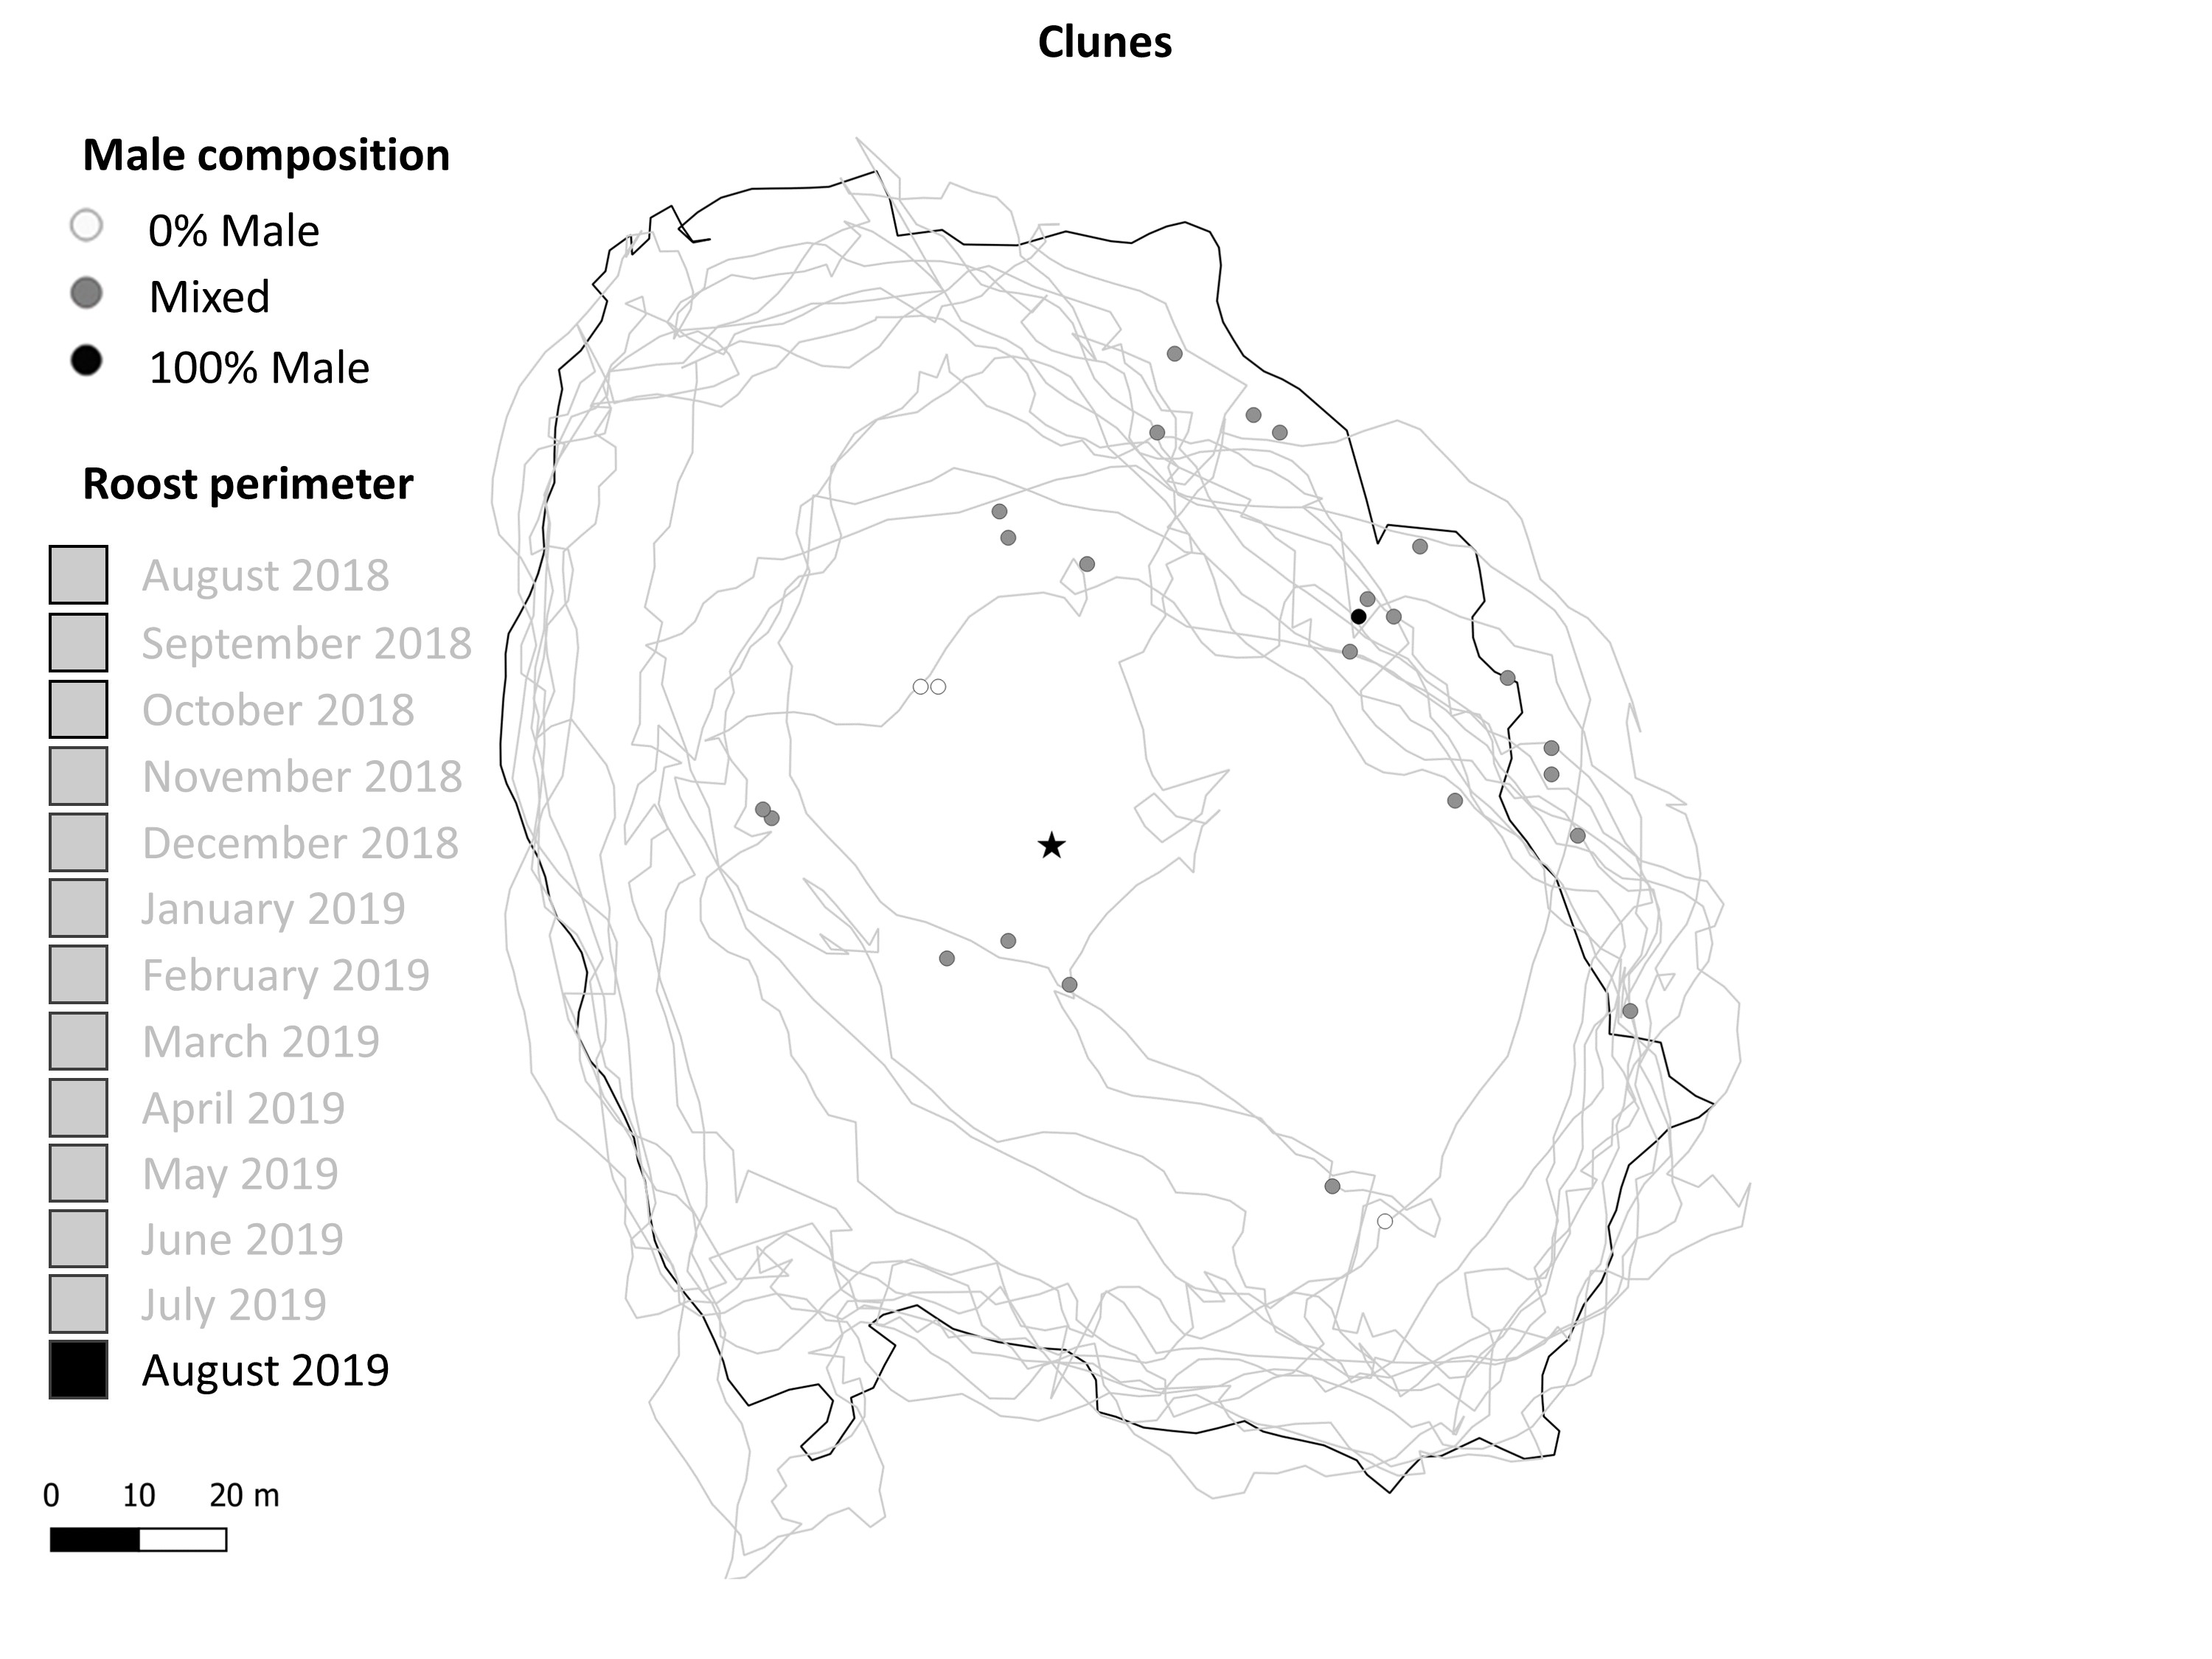 Clunes
Male composition
0% Male
Mixed
100% Male
Roost perimeter
August 2018
September 2018
October 2018
November 2018
December 2018
January 2019
February 2019
March 2019
April 2019
May 2019
June 2019
July 2019
August 2019
0 10 20 m